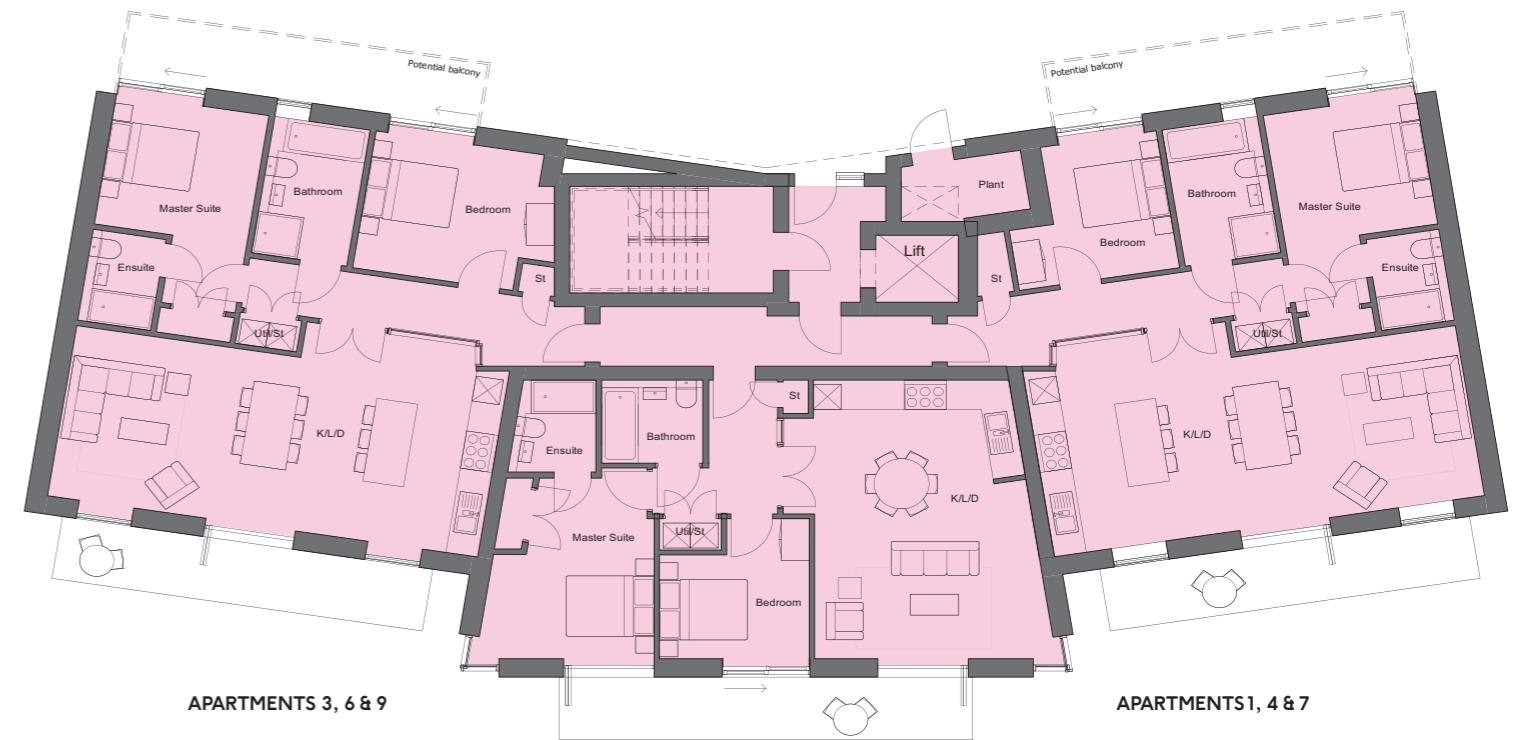 Potential balcony
Potential balcony
Master Suite
Bathroom
Bedroom
Ensuite
St
Util/St
K/L/D
Plant
Lift
St
Bedroom
Bathroom
Master Suite
Ensuite
Util/St
K/L/D
Ensuite
Bathroom
St
K/L/D
Master Suite
Util/St
Bedroom
APARTMENTS 3, 6 & 9
APARTMENTS 1, 4 & 7